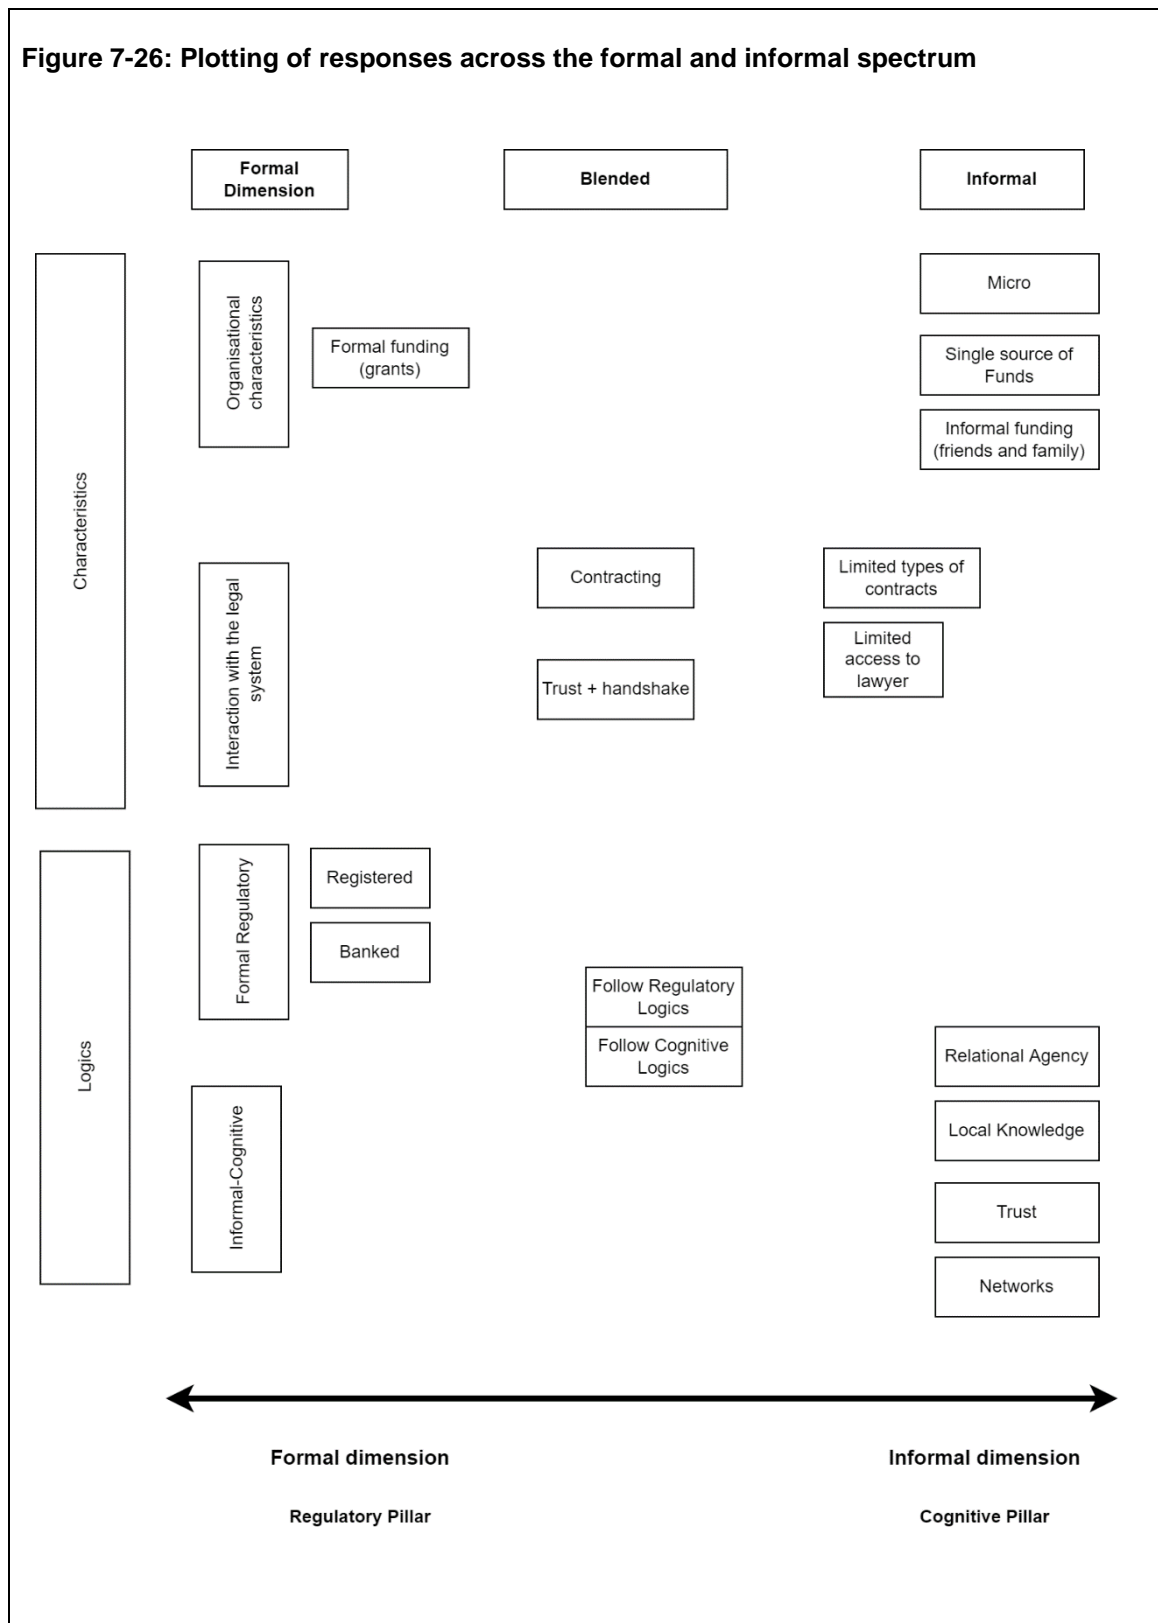 Figure 7-26: Plotting of responses across the formal and informal spectrum
Formal
Dimension
Blended
Informal
Characteristics
Organisational
characteristics
Formal funding
(grants)
Micro
Single source of
Funds
Informal funding
(friends and family)
Interaction with the legal
system
Contracting
Trust + handshake
Limited types of
contracts
Limited
access to
lawyer
Logics
Formal Regulatory
Registered
Banked
Follow Regulatory
Logics
Follow Cognitive
Logics
Informal-Cognitive
Relational Agency
Local Knowledge
Trust
Networks
Formal dimension
Informal dimension
Regulatory Pillar
Cognitive Pillar